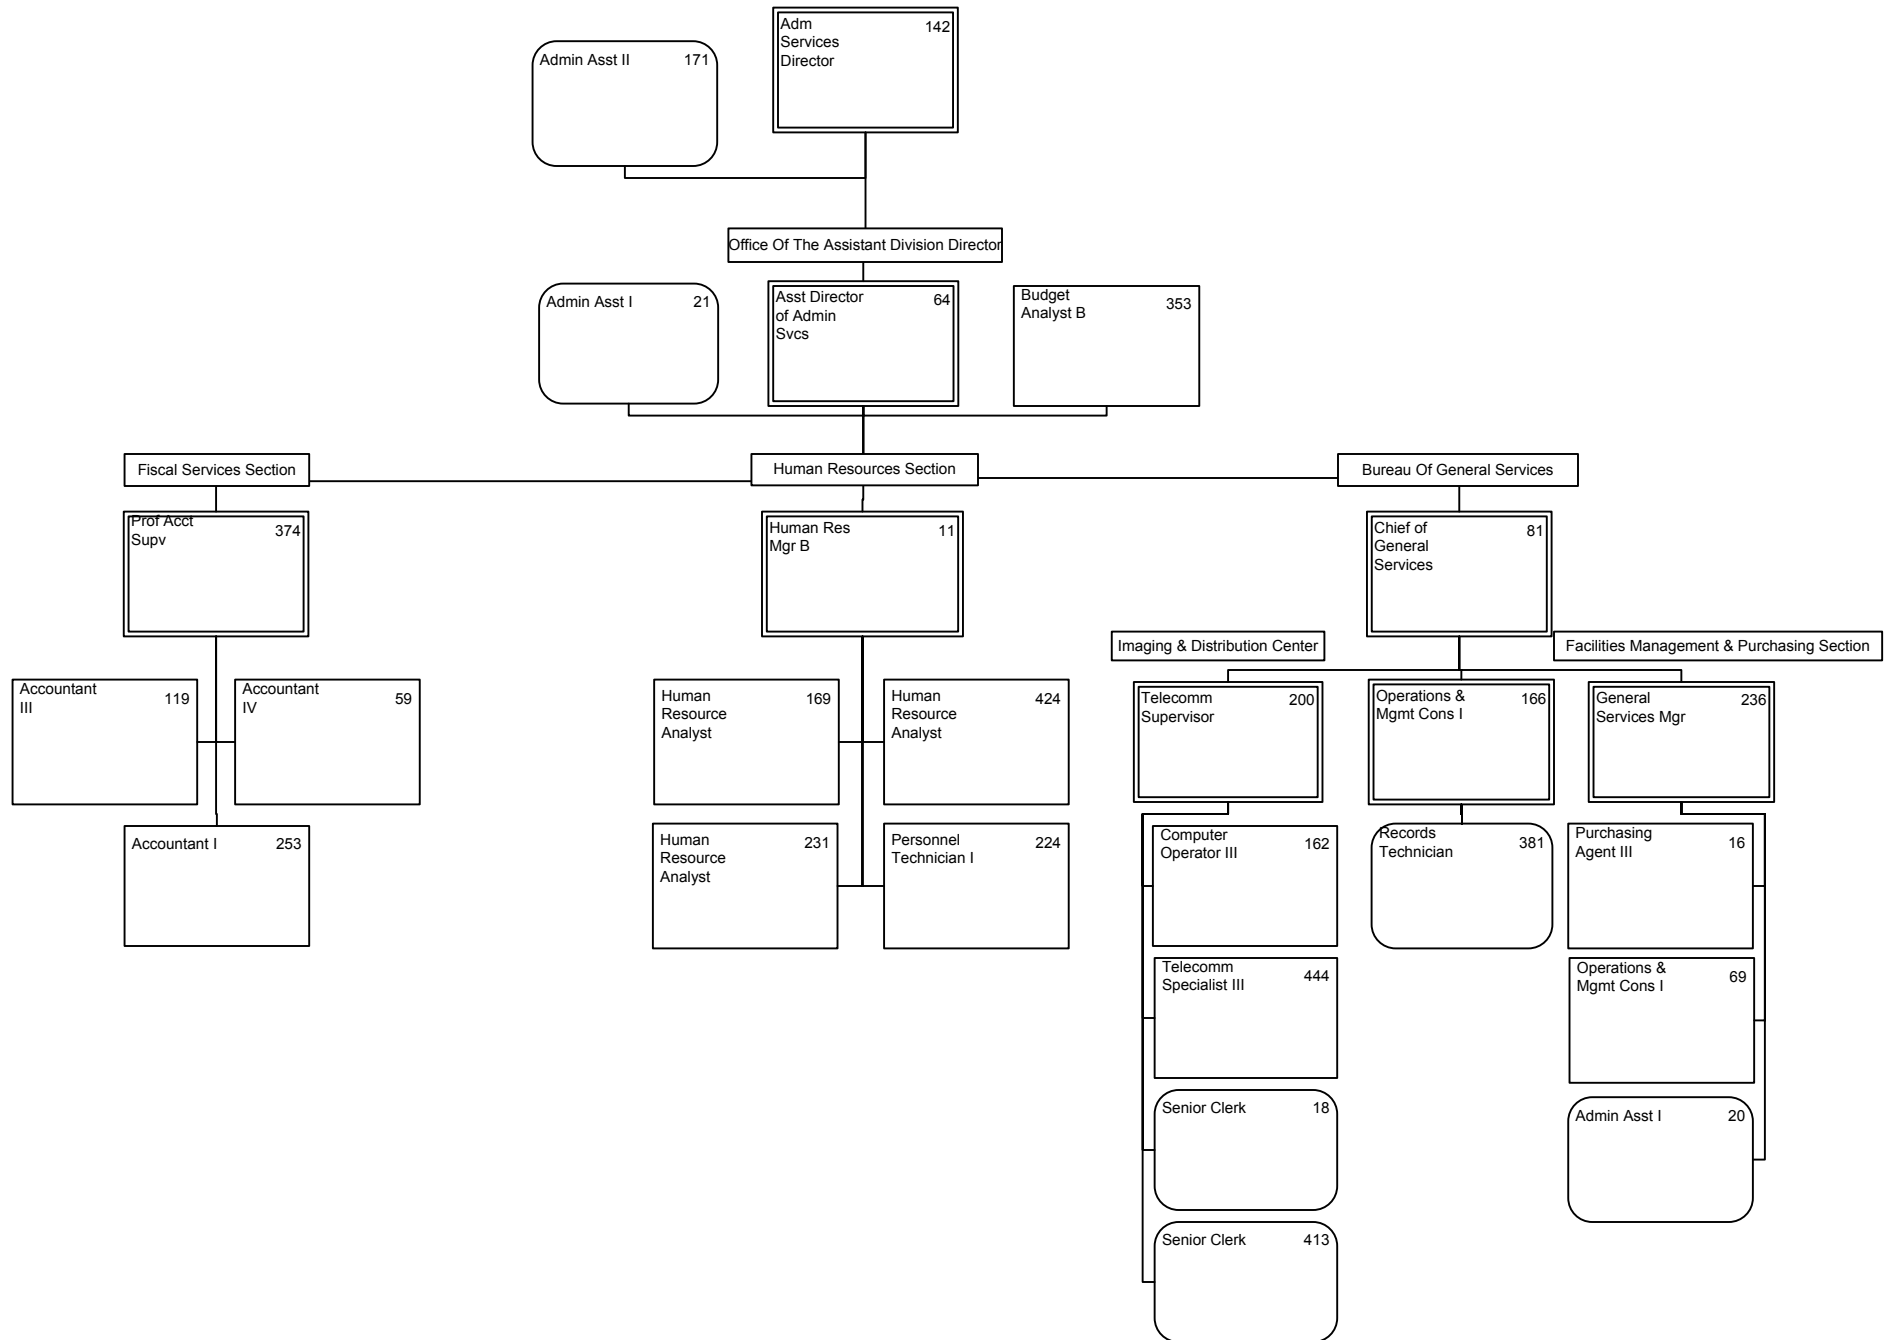 Adm 142
Services
Director
Admin Asst II 171
Office Of The Assistant Division Director
Admin Asst I 21
Asst Director 64
of Admin
Svcs
Budget 353
Analyst B
Fiscal Services Section
Human Resources Section
Bureau Of General Services
Prof Acct 374
Supv
Human Res 11
Mgr B
Chief of 81
General
Services
Imaging & Distribution Center
Facilities Management & Purchasing Section
Accountant 119
III
Accountant 59
IV
Human 169
Resource
Analyst
Human 424
Resource
Analyst
Telecomm 200
Supervisor
Operations & 166
Mgmt Cons I
General 236
Services Mgr
Accountant I 253
Human 231
Resource
Analyst
Personnel 224
Technician I
Computer 162
Operator III
Records 381
Technician
Purchasing 16
Agent III
Telecomm 444
Specialist III
Operations & 69
Mgmt Cons I
Senior Clerk 18
Admin Asst I 20
Senior Clerk 413